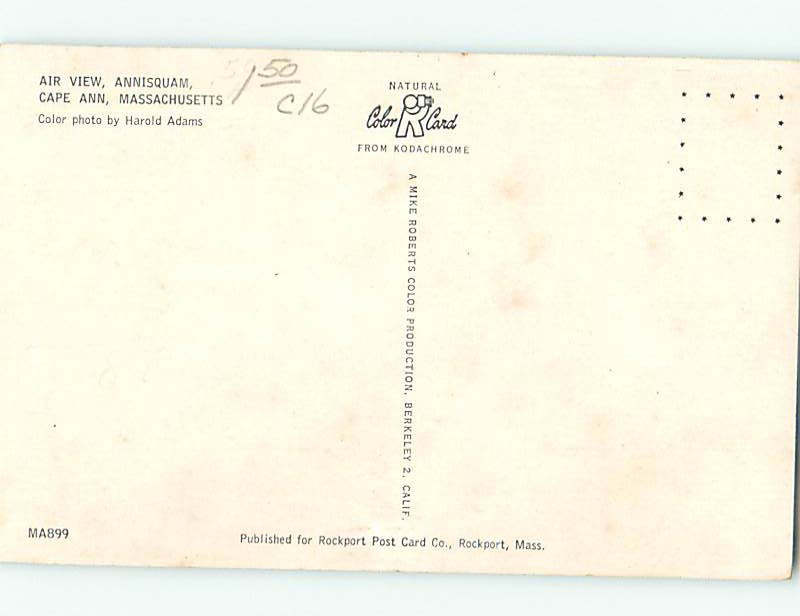 AIR VIEW, ANNISQUAM,
CAPE ANN, MASSACHUSETTS
Color photo by Harold Adams
1 50
C16
NATURAL
Color Card
FROM KODACHROME
A MIKE ROBERTS COLOR PRODUCTION, BERKELEY 2, CALIF.
MA899
Published for Rockport Post Card Co., Rockport, Mass.